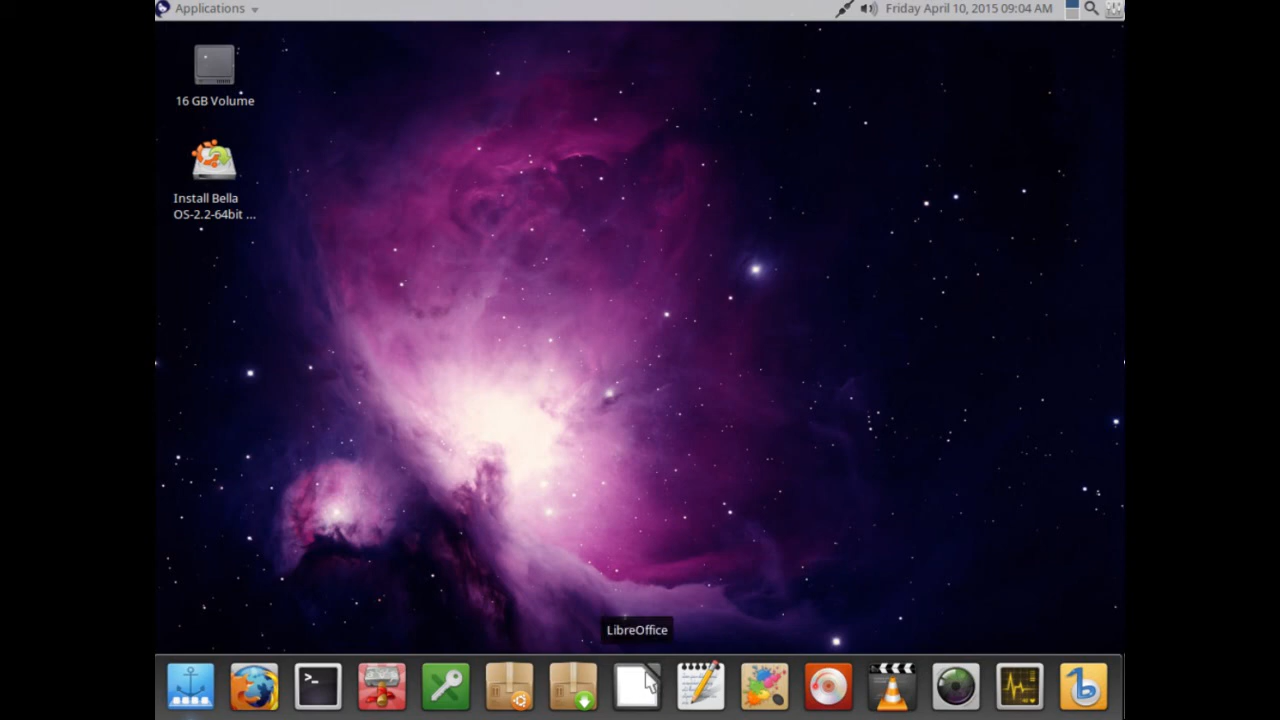 Applications
Friday April 10, 2015 09:04 AM
16 GB Volume
Install Bella
OS-2.2-64bit ...
LibreOffice
>_